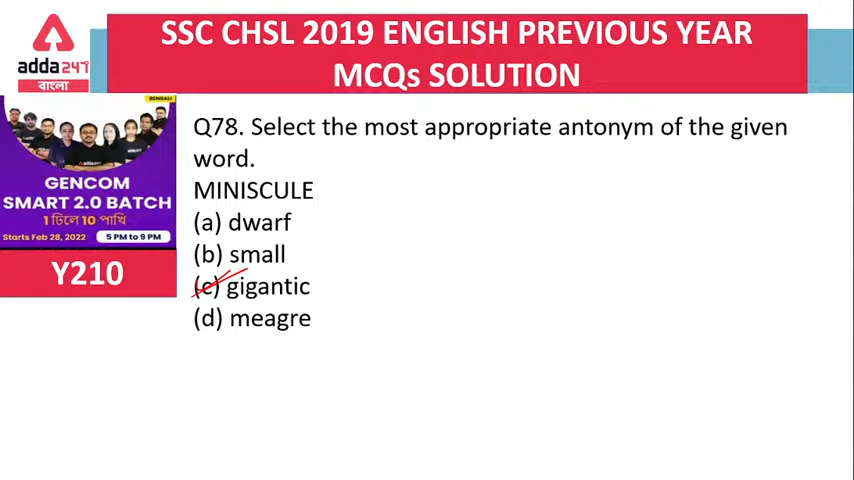 SSC CHSL 2019 ENGLISH PREVIOUS YEAR
MCQs SOLUTION
adda247
বাংলা
BENGALI
GENCOM
SMART 2.0 BATCH
1 ঢিলে 10 পাখি
Starts Feb 28, 2022 5 PM to 9 PM
Y210
Q78. Select the most appropriate antonym of the given
word.
MINISCULE
(a) dwarf
(b) small
(c) gigantic
(d) meagre